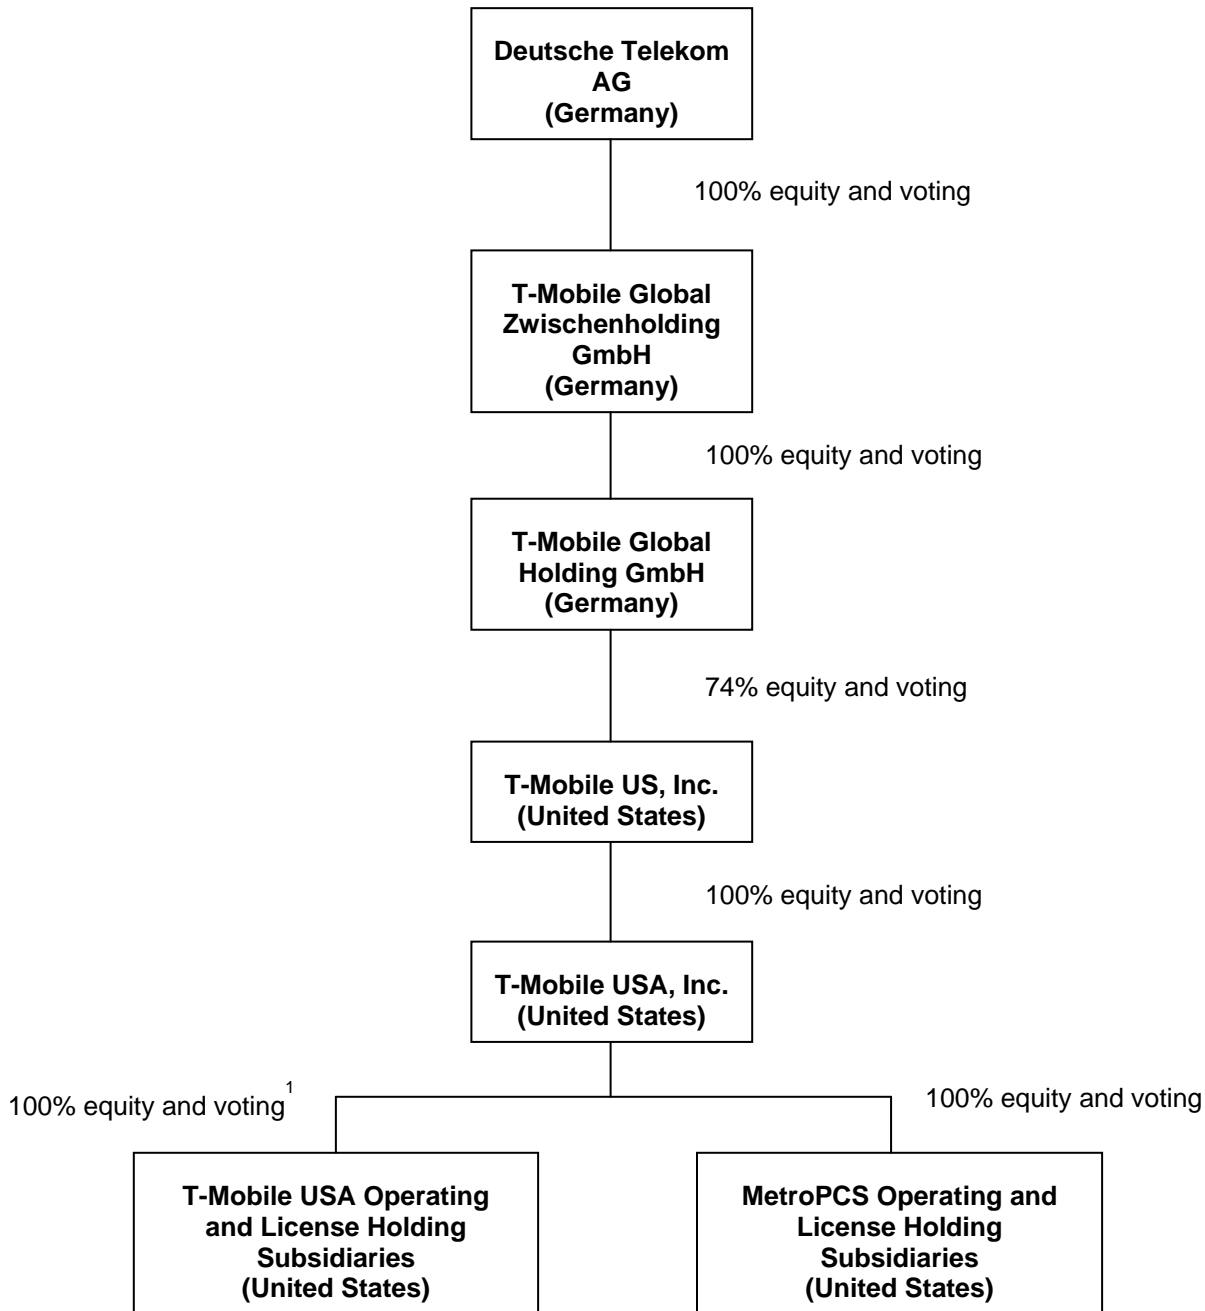 Deutsche Telekom
AG
(Germany)
100% equity and voting
T-Mobile Global
Zwischenholding
GmbH
(Germany)
100% equity and voting
T-Mobile Global
Holding GmbH
(Germany)
74% equity and voting
T-Mobile US, Inc.
(United States)
100% equity and voting
T-Mobile USA, Inc.
(United States)
100% equity and voting¹
100% equity and voting
T-Mobile USA Operating
and License Holding
Subsidiaries
(United States)
MetroPCS Operating and
License Holding
Subsidiaries
(United States)